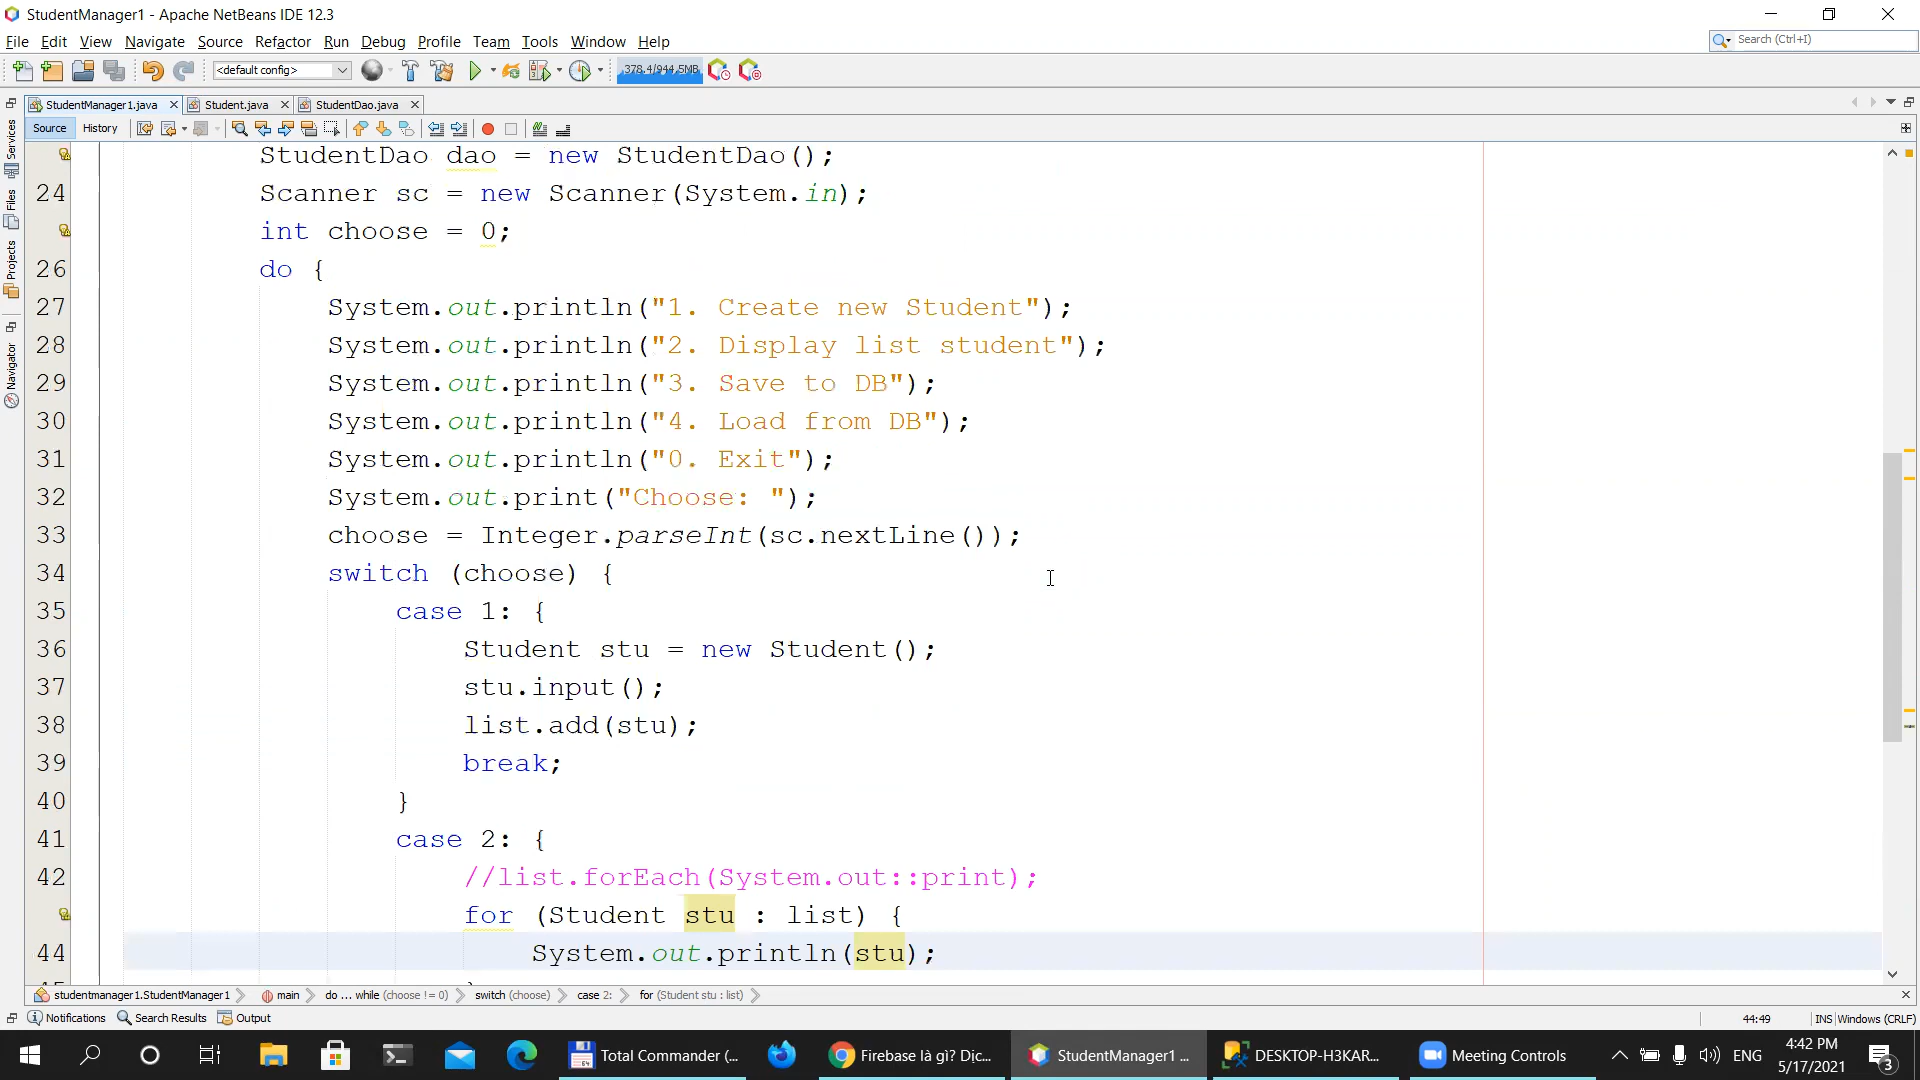 StudentManager1 - Apache NetBeans IDE 12.3
File Edit View Navigate Source Refactor Run Debug Profile Team Tools Window Help
Search (Ctrl+I)
<default config>
378.4/944.5MB
StudentManager1.java Student.java StudentDao.java
Source History
Services
Files
Projects
Navigator
StudentDao dao = new StudentDao();
24 Scanner sc = new Scanner(System.in);
int choose = 0;
26 do {
27 System.out.println("1. Create new Student");
28 System.out.println("2. Display list student");
29 System.out.println("3. Save to DB");
30 System.out.println("4. Load from DB");
31 System.out.println("0. Exit");
32 System.out.print("Choose: ");
33 choose = Integer.parseInt(sc.nextLine());
34 switch (choose) {
35 case 1: {
36 Student stu = new Student();
37 stu.input();
38 list.add(stu);
39 break;
40 }
41 case 2: {
42 //list.forEach(System.out::print);
for (Student stu : list) {
44 System.out.println(stu);
studentmanager1.StudentManager1 main do ... while (choose != 0) switch (choose) case 2: for (Student stu : list)
Notifications Search Results Output
44:49 INS Windows (CRLF)
Total Commander (... Firebase là gì? Dịc... StudentManager1 ... DESKTOP-H3KAR... Meeting Controls ENG
4:42 PM
5/17/2021
3